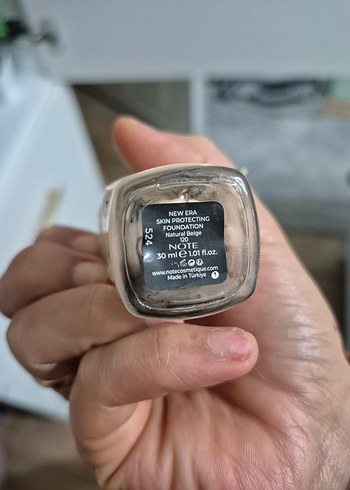 NEW ERA
SKIN PROTECTING
FOUNDATION
Natural Beige
120
NOTE
30 ml ℮ 1.01 fl.oz.
www.notecosmetique.com
Made in Türkiye
1
524